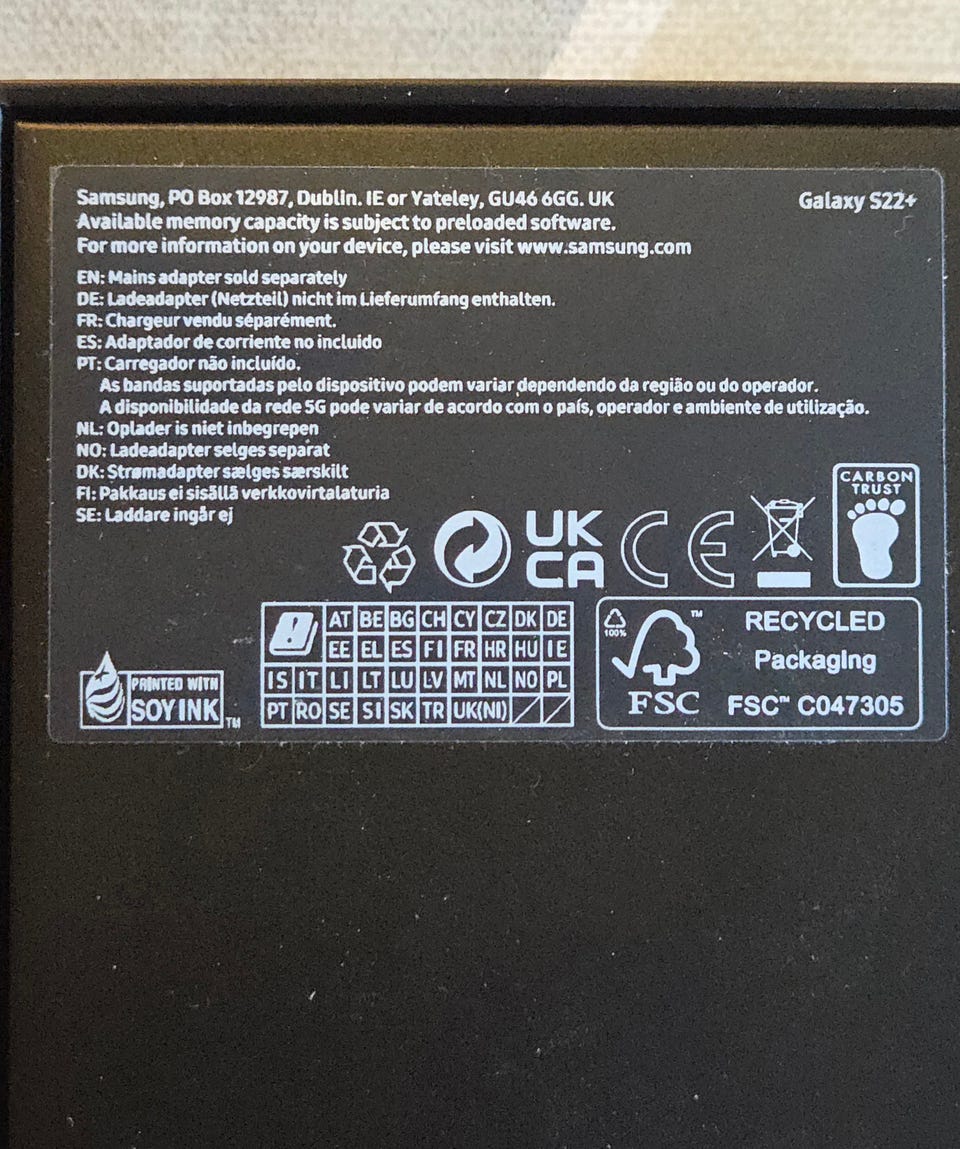 Samsung, PO Box 12987, Dublin. IE or Yateley, GU46 6GG. UK
Galaxy S22+
Available memory capacity is subject to preloaded software.
For more information on your device, please visit www.samsung.com
EN: Mains adapter sold separately
DE: Ladeadapter (Netzteil) nicht im Lieferumfang enthalten.
FR: Chargeur vendu séparément.
ES: Adaptador de corriente no incluido
PT: Carregador não incluído.
As bandas suportadas pelo dispositivo podem variar dependendo da região ou do operador.
A disponibilidade da rede 5G pode variar de acordo com o país, operador e ambiente de utilização.
NL: Oplader is niet inbegrepen
NO: Ladeadapter selges separat
DK: Strømadapter sælges særskilt
FI: Pakkaus ei sisällä verkkovirtalaturia
SE: Laddare ingår ej
UK
CA
CE
CARBON
TRUST
PRINTED WITH
SOY INK™
! AT BE BG CH CY CZ DK DE
EE EL ES FI FR HR HU IE
IS IT LI LT LU LV MT NL NO PL
PT RO SE SI SK TR UK(NI)
100%
™
FSC
RECYCLED
Packaging
FSC™ C047305